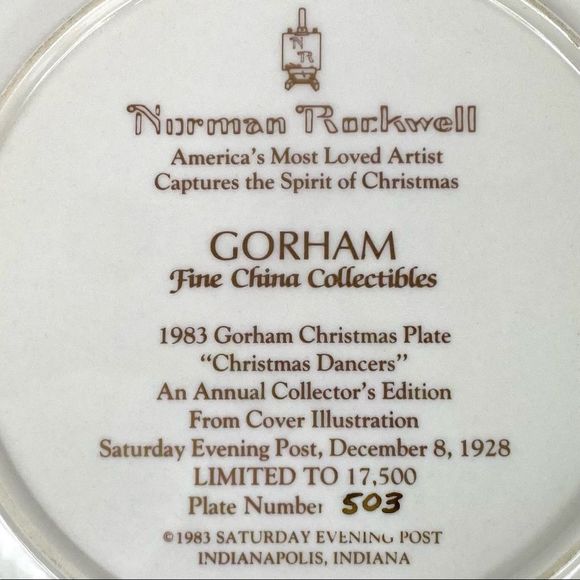 N
R
Norman Rockwell
America's Most Loved Artist
Captures the Spirit of Christmas
GORHAM
Fine China Collectibles
1983 Gorham Christmas Plate
"Christmas Dancers"
An Annual Collector's Edition
From Cover Illustration
Saturday Evening Post, December 8, 1928
LIMITED TO 17,500
Plate Number 503
©1983 SATURDAY EVENING POST
INDIANAPOLIS, INDIANA